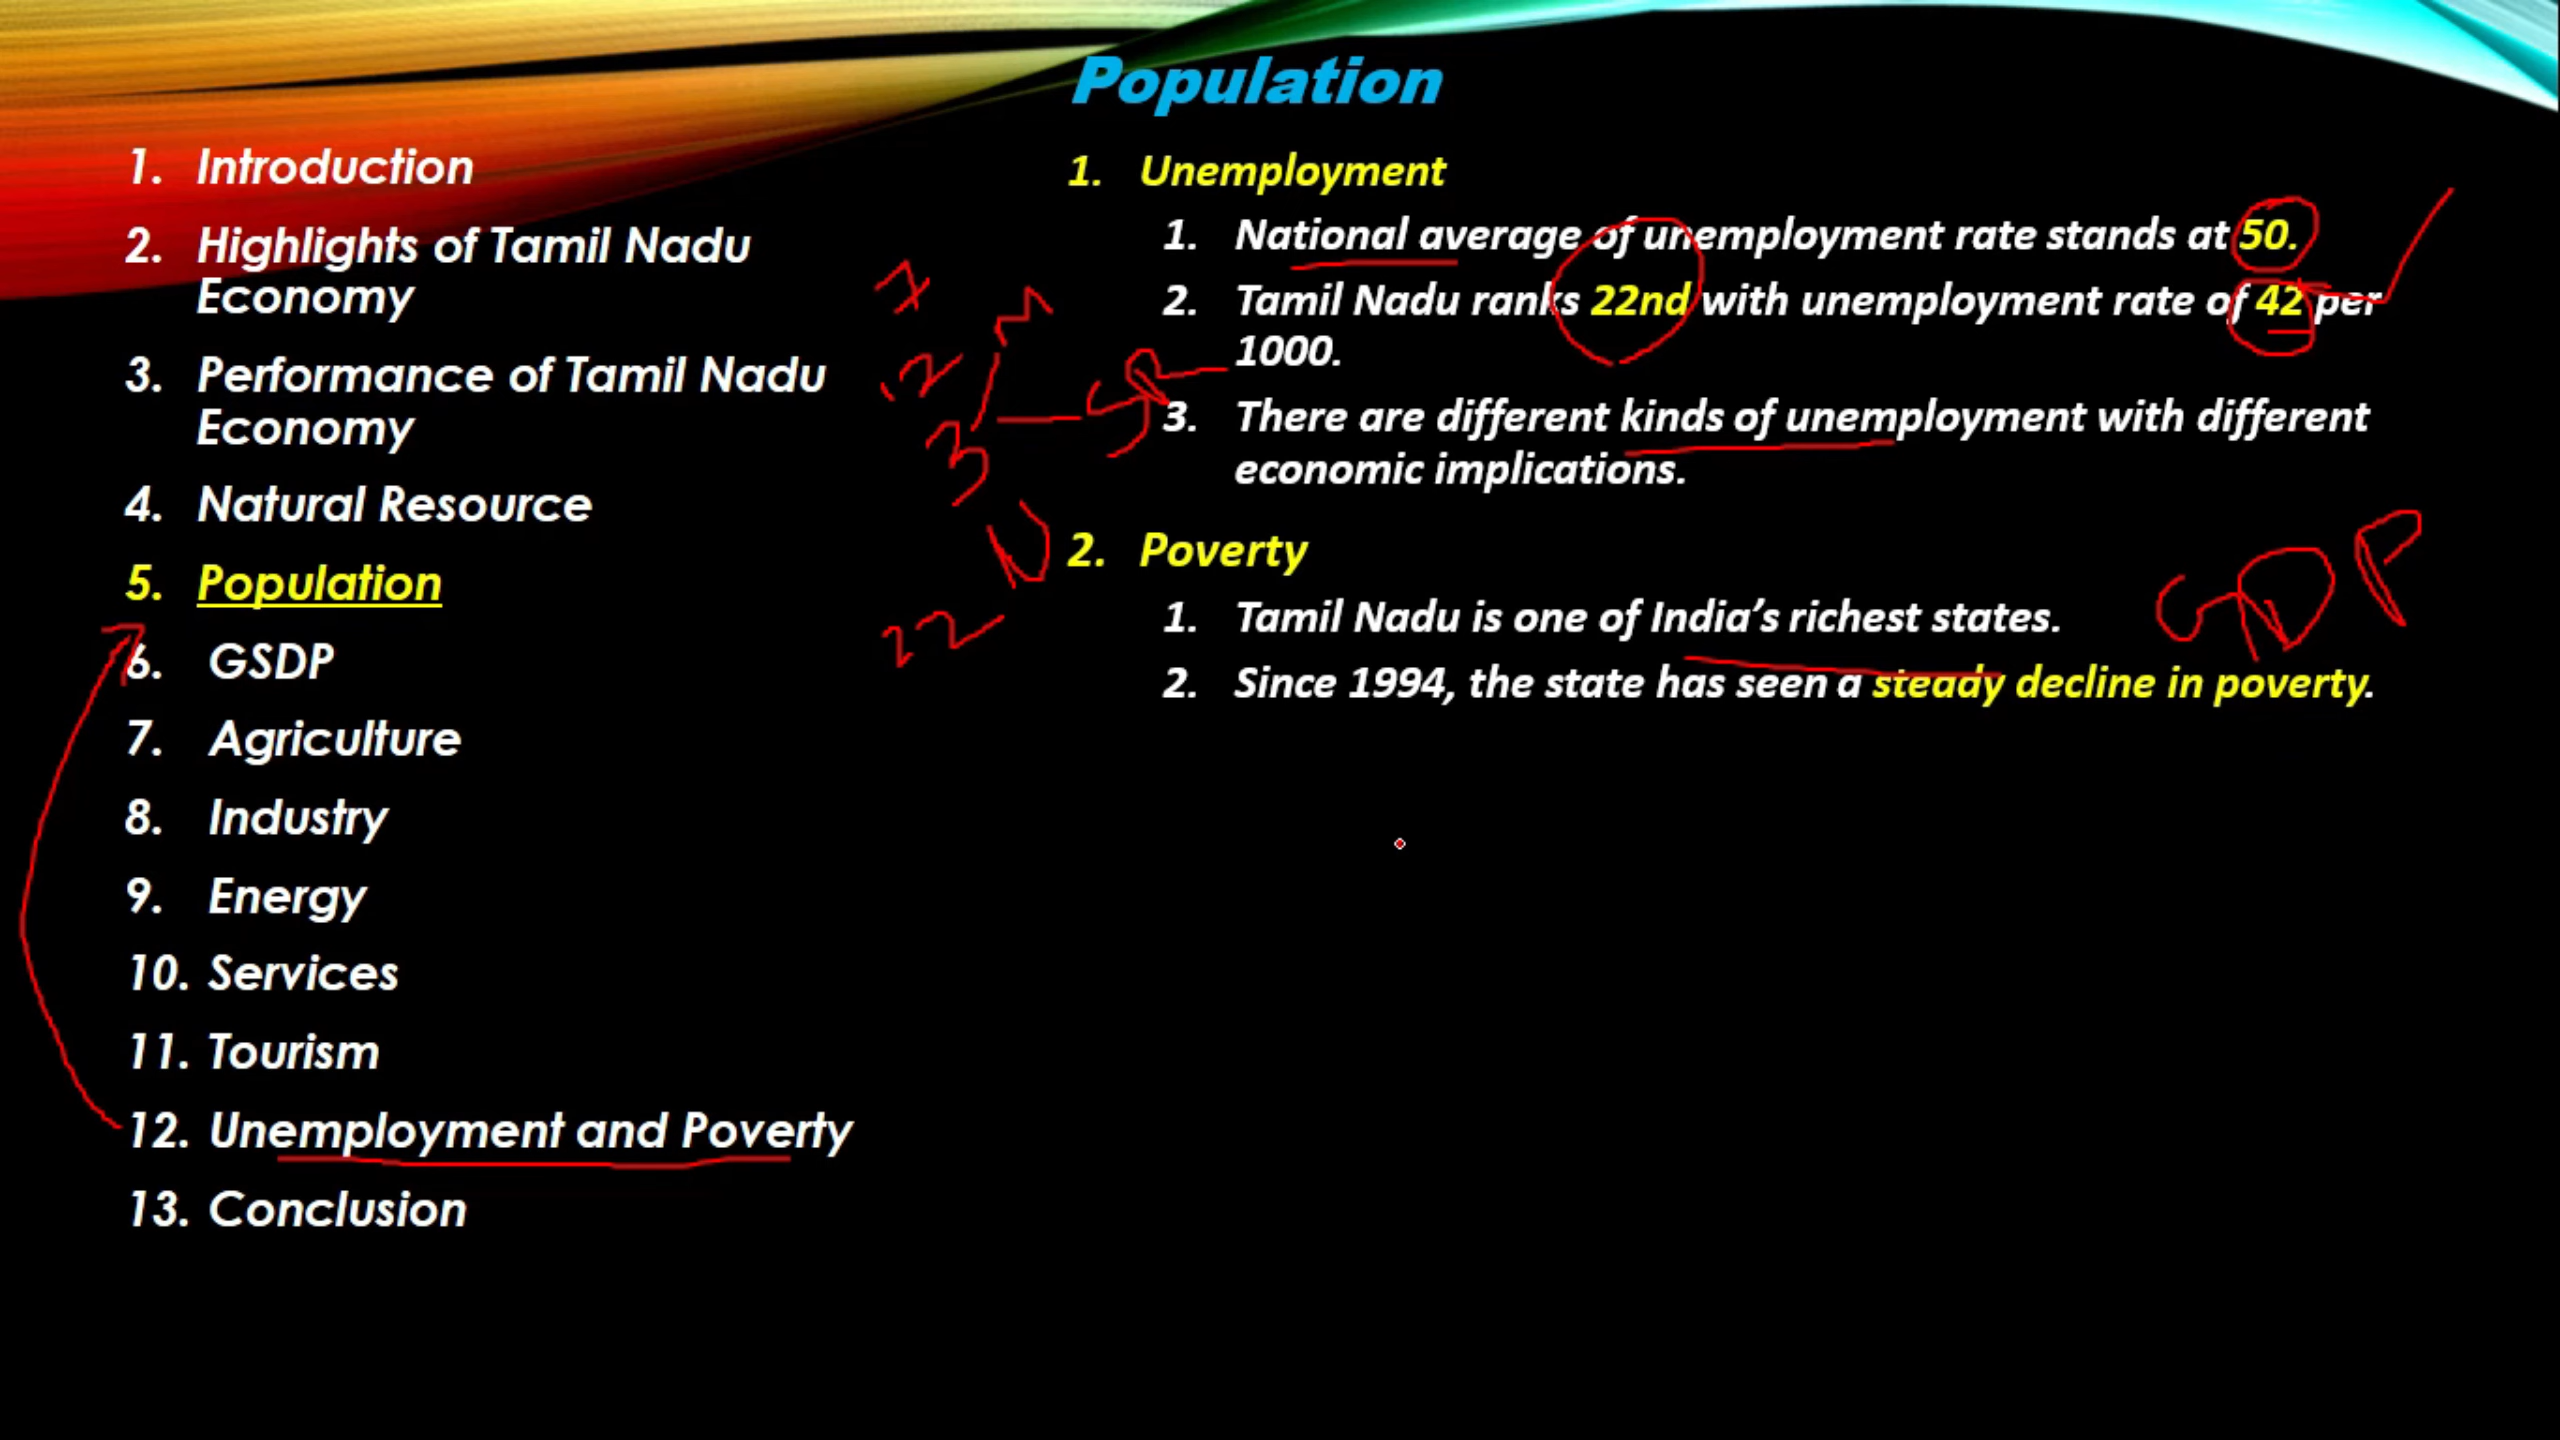 Population
1. Introduction
2. Highlights of Tamil Nadu
Economy
3. Performance of Tamil Nadu
Economy
4. Natural Resource
5. Population
6. GSDP
7. Agriculture
8. Industry
9. Energy
10. Services
11. Tourism
12. Unemployment and Poverty
13. Conclusion
1. Unemployment
1. National average of unemployment rate stands at 50.
2. Tamil Nadu ranks 22nd with unemployment rate of 42 per
1000.
3. There are different kinds of unemployment with different
economic implications.
2. Poverty
1. Tamil Nadu is one of India’s richest states.
2. Since 1994, the state has seen a steady decline in poverty.
7
12
M
3
N
22
GDP